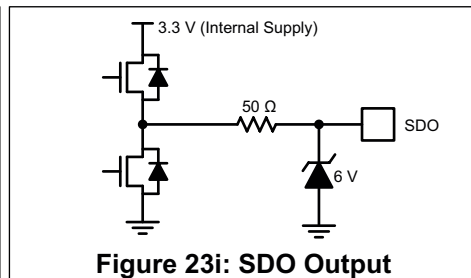 3.3 V (Internal Supply)
50 Ω
SDO
6 V
Figure 23i: SDO Output